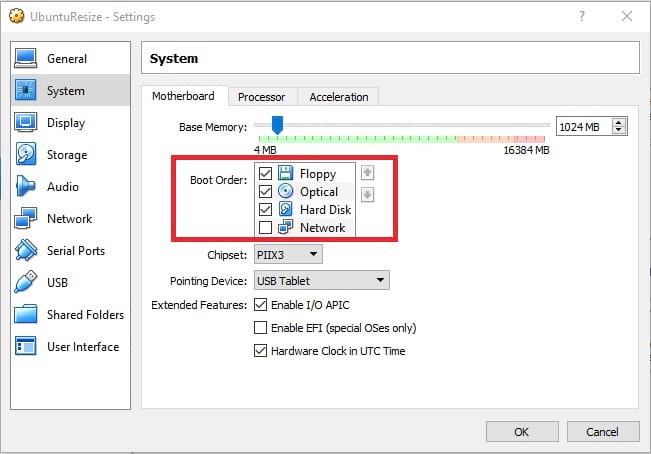 UbuntuResize - Settings
?
General
System
Display
Storage
Audio
Network
Serial Ports
USB
Shared Folders
User Interface
System
Motherboard Processor Acceleration
Base Memory: 1024 MB
4 MB 16384 MB
Boot Order: Floppy
Optical
Hard Disk
Network
Chipset: PIIX3
Pointing Device: USB Tablet
Extended Features: Enable I/O APIC
Enable EFI (special OSes only)
Hardware Clock in UTC Time
OK Cancel